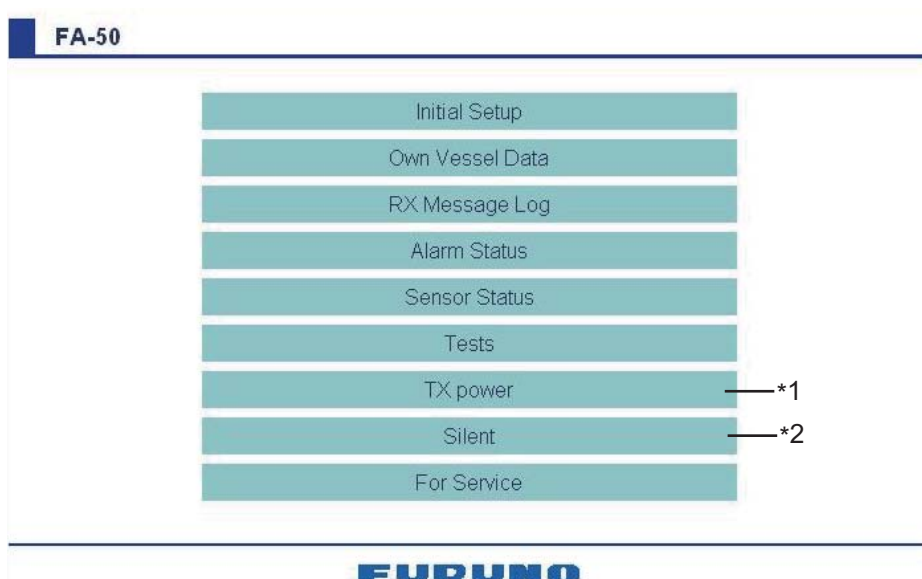 FA-50
Initial Setup
Own Vessel Data
RX Message Log
Alarm Status
Sensor Status
Tests
TX power *1
Silent *2
For Service
FURUNO